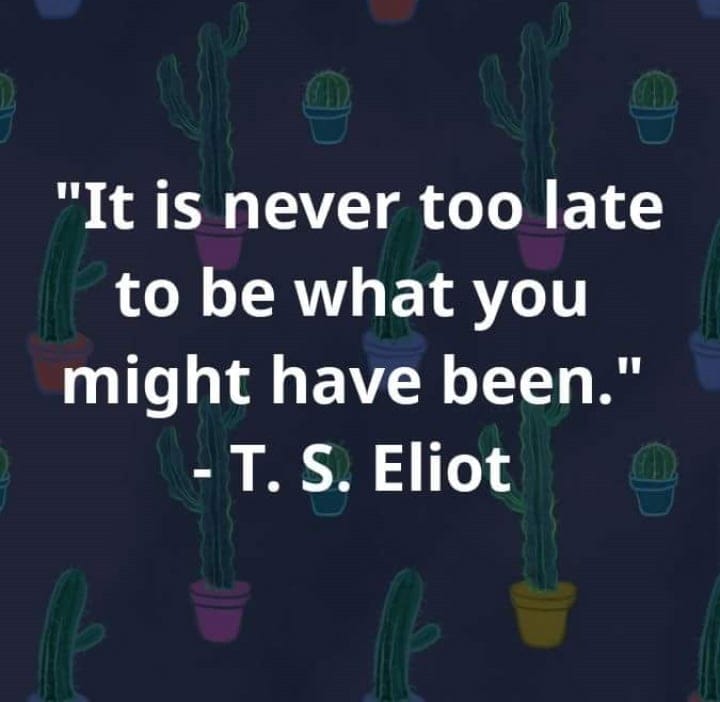 "It is never too late
to be what you
might have been."
- T. S. Eliot